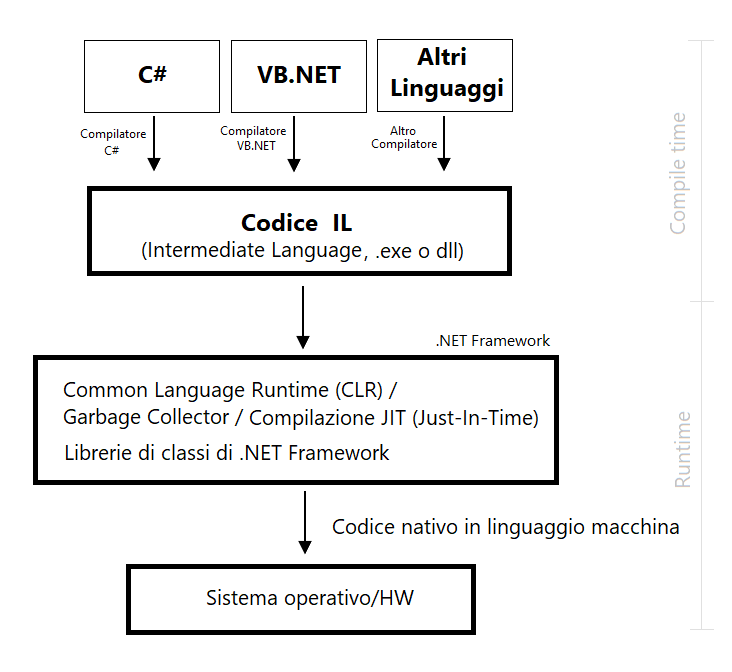 C#
VB.NET
Altri
Linguaggi
Compilatore
C#
Compilatore
VB.NET
Altro
Compilatore
Compile time
Codice IL
(Intermediate Language, .exe o dll)
.NET Framework
Common Language Runtime (CLR) /
Garbage Collector / Compilazione JIT (Just-In-Time)
Librerie di classi di .NET Framework
Runtime
Codice nativo in linguaggio macchina
Sistema operativo/HW